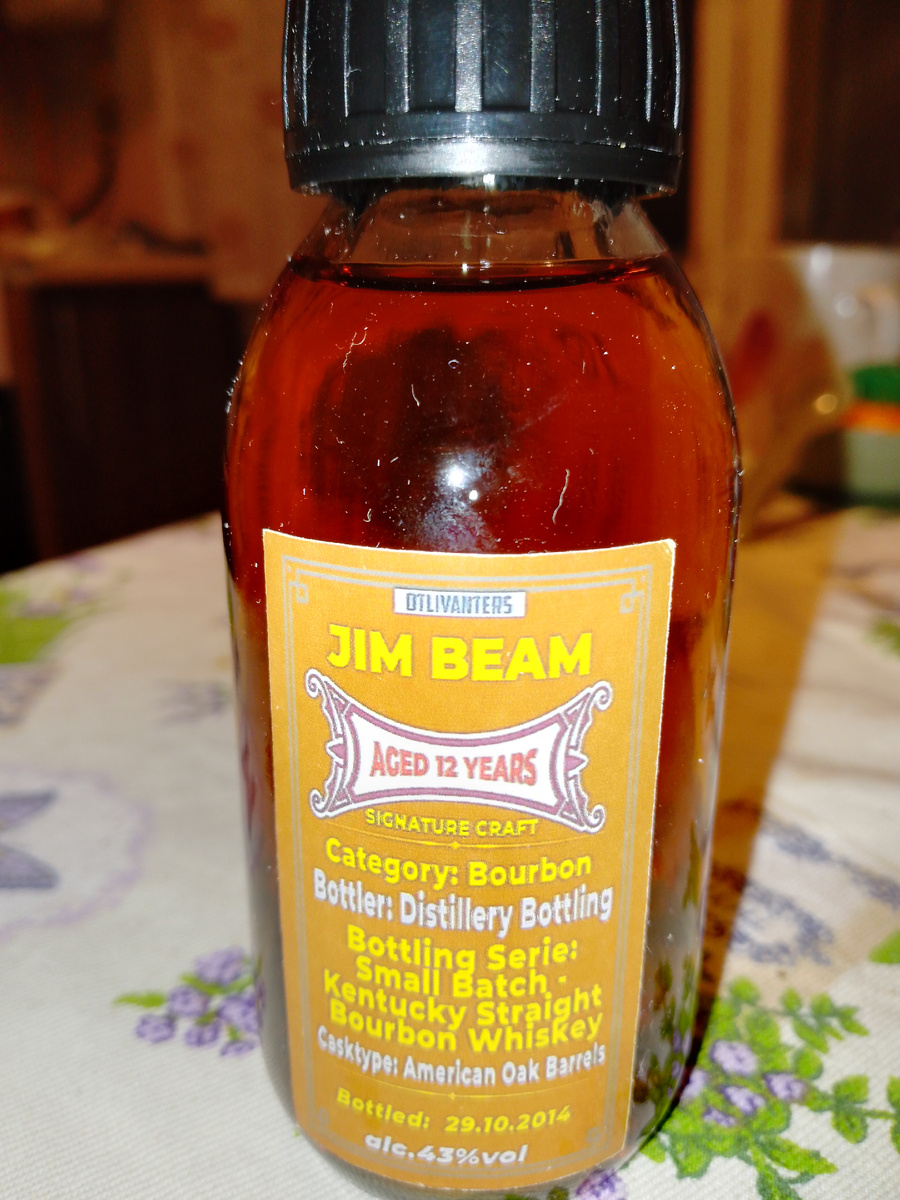 OTLIVANTERS
JIM BEAM
AGED 12 YEARS
SIGNATURE CRAFT
Category: Bourbon
Bottler: Distillery Bottling
Bottling Serie:
Small Batch -
Kentucky Straight
Bourbon Whiskey
Casktype: American Oak Barrels
Bottled: 29.10.2014
alc.43%vol